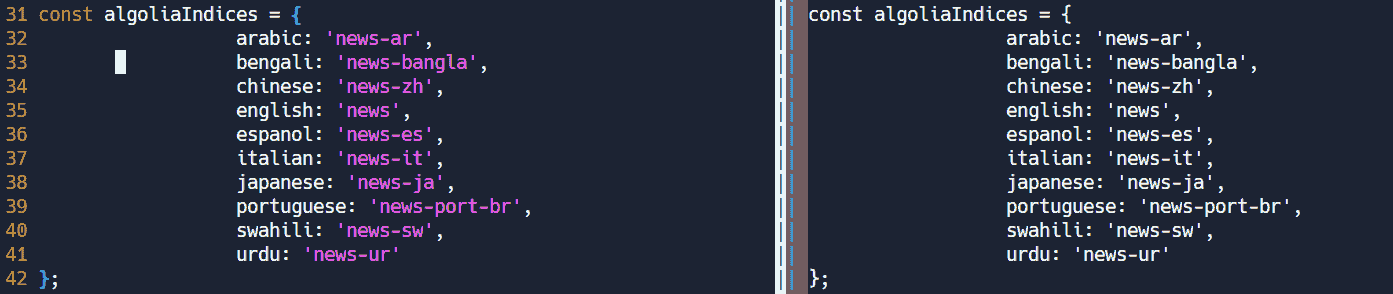 31 const algoliaIndices = {
32 arabic: 'news-ar',
33 bengali: 'news-bangla',
34 chinese: 'news-zh',
35 english: 'news',
36 espanol: 'news-es',
37 italian: 'news-it',
38 japanese: 'news-ja',
39 portuguese: 'news-port-br',
40 swahili: 'news-sw',
41 urdu: 'news-ur'
42 };
const algoliaIndices = {
arabic: 'news-ar',
bengali: 'news-bangla',
chinese: 'news-zh',
english: 'news',
espanol: 'news-es',
italian: 'news-it',
japanese: 'news-ja',
portuguese: 'news-port-br',
swahili: 'news-sw',
urdu: 'news-ur'
};